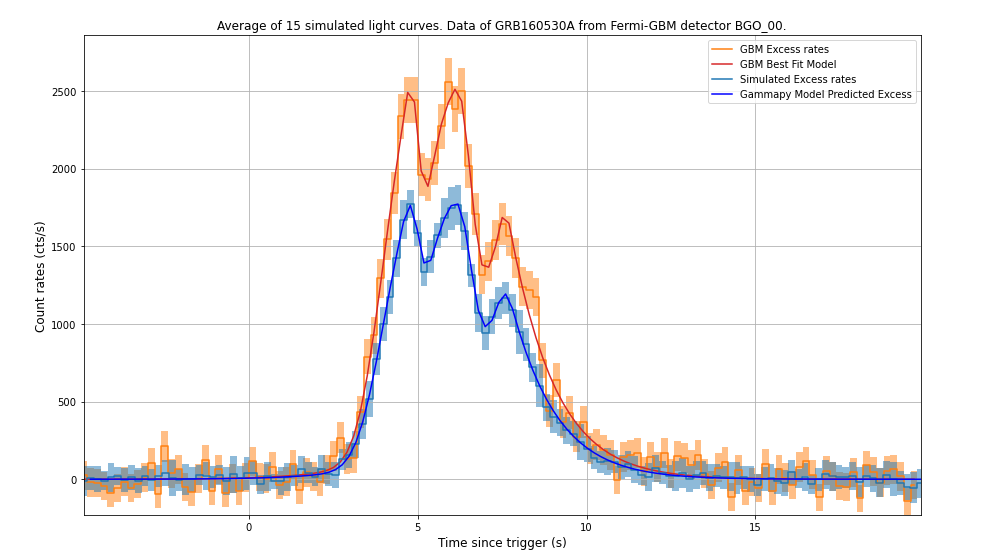 Average of 15 simulated light curves. Data of GRB160530A from Fermi-GBM detector BGO_00.
GBM Excess rates
GBM Best Fit Model
Simulated Excess rates
Gammapy Model Predicted Excess
Count rates (cts/s)
2500
2000
1500
1000
500
0
0 5 10 15
Time since trigger (s)